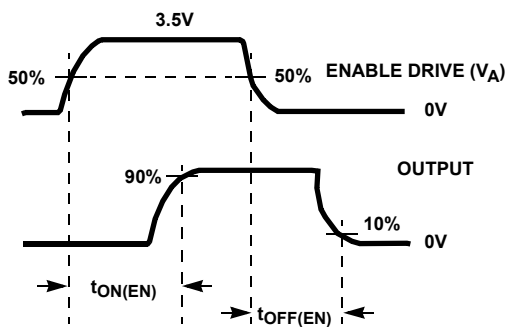 3.5V
50%
50%
ENABLE DRIVE (VA)
0V
OUTPUT
90%
10%
0V
tON(EN)
tOFF(EN)